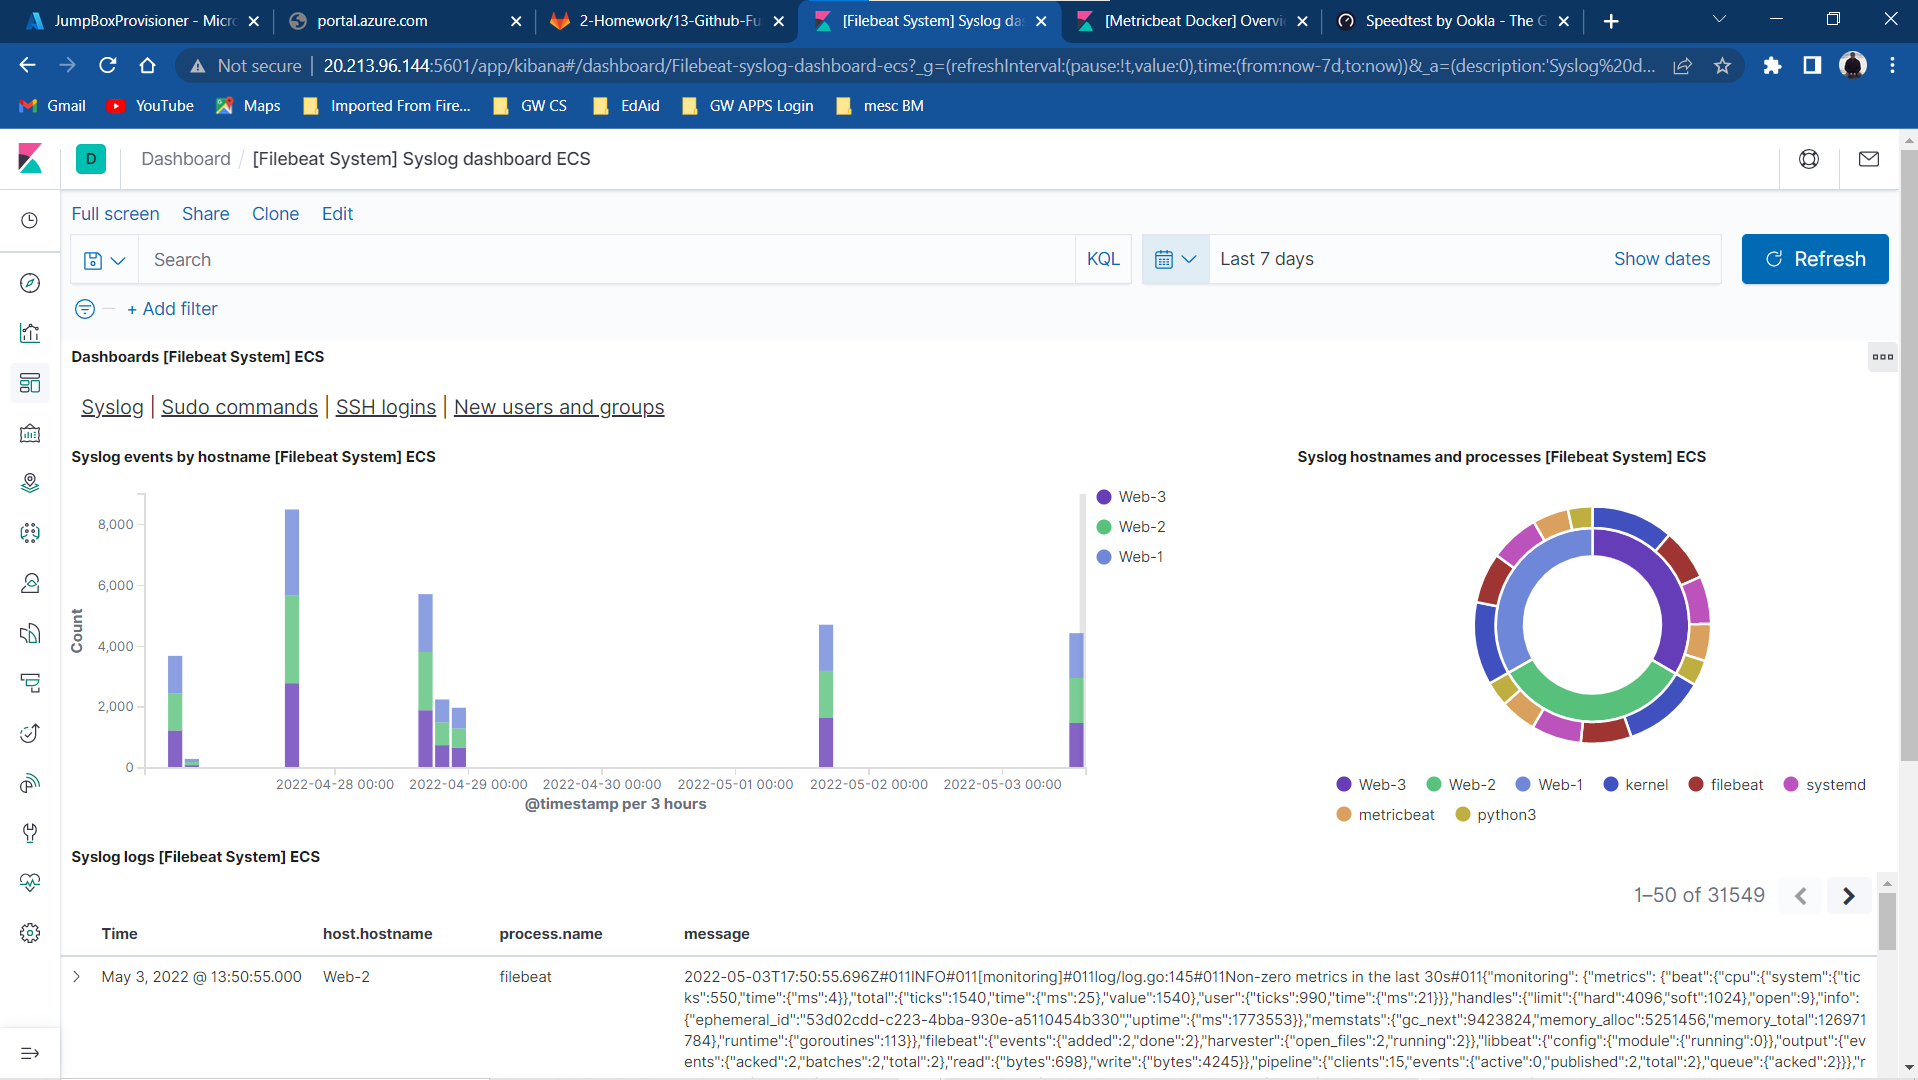 JumpBoxProvisioner - Micro
portal.azure.com
2-Homework/13-Github-Fu
[Filebeat System] Syslog das
[Metricbeat Docker] Overvi
Speedtest by Ookla - The G
Not secure
20.213.96.144:5601/app/kibana#/dashboard/Filebeat-syslog-dashboard-ecs?_g=(refreshInterval:(pause:!t,value:0),time:(from:now-7d,to:now))&_a=(description:'Syslog%20d...
Gmail
YouTube
Maps
Imported From Fire...
GW CS
EdAid
GW APPS Login
mesc BM
D
Dashboard / [Filebeat System] Syslog dashboard ECS
Full screen
Share
Clone
Edit
Search
KQL
Last 7 days
Show dates
Refresh
+ Add filter
Dashboards [Filebeat System] ECS
Syslog | Sudo commands | SSH logins | New users and groups
Syslog events by hostname [Filebeat System] ECS
Count
8,000
6,000
4,000
2,000
0
2022-04-28 00:00
2022-04-29 00:00
2022-04-30 00:00
2022-05-01 00:00
2022-05-02 00:00
2022-05-03 00:00
@timestamp per 3 hours
Web-3
Web-2
Web-1
Syslog hostnames and processes [Filebeat System] ECS
Web-3
Web-2
Web-1
kernel
filebeat
systemd
metricbeat
python3
Syslog logs [Filebeat System] ECS
1–50 of 31549
Time
host.hostname
process.name
message
May 3, 2022 @ 13:50:55.000
Web-2
filebeat
2022-05-03T17:50:55.696Z#011INFO#011[monitoring]#011log/log.go:145#011Non-zero metrics in the last 30s#011{"monitoring": {"metrics": {"beat":{"cpu":{"system":{"tic
ks":550,"time":{"ms":4}},"total":{"ticks":1540,"time":{"ms":25},"value":1540},"user":{"ticks":990,"time":{"ms":21}}},"handles":{"limit":{"hard":4096,"soft":1024},"open":9},"info":
{"ephemeral_id":"53d02cdd-c223-4bba-930e-a5110454b330","uptime":{"ms":1773553}},"memstats":{"gc_next":9423824,"memory_alloc":5251456,"memory_total":126971
784},"runtime":{"goroutines":113}},"filebeat":{"events":{"added":2,"done":2},"harvester":{"open_files":2,"running":2}},"libbeat":{"config":{"module":{"running":0}},"output":{"ev
ents":{"acked":2,"batches":2,"total":2},"read":{"bytes":698},"write":{"bytes":4245}},"pipeline":{"clients":15,"events":{"active":0,"published":2,"total":2},"queue":{"acked":2}}},"r